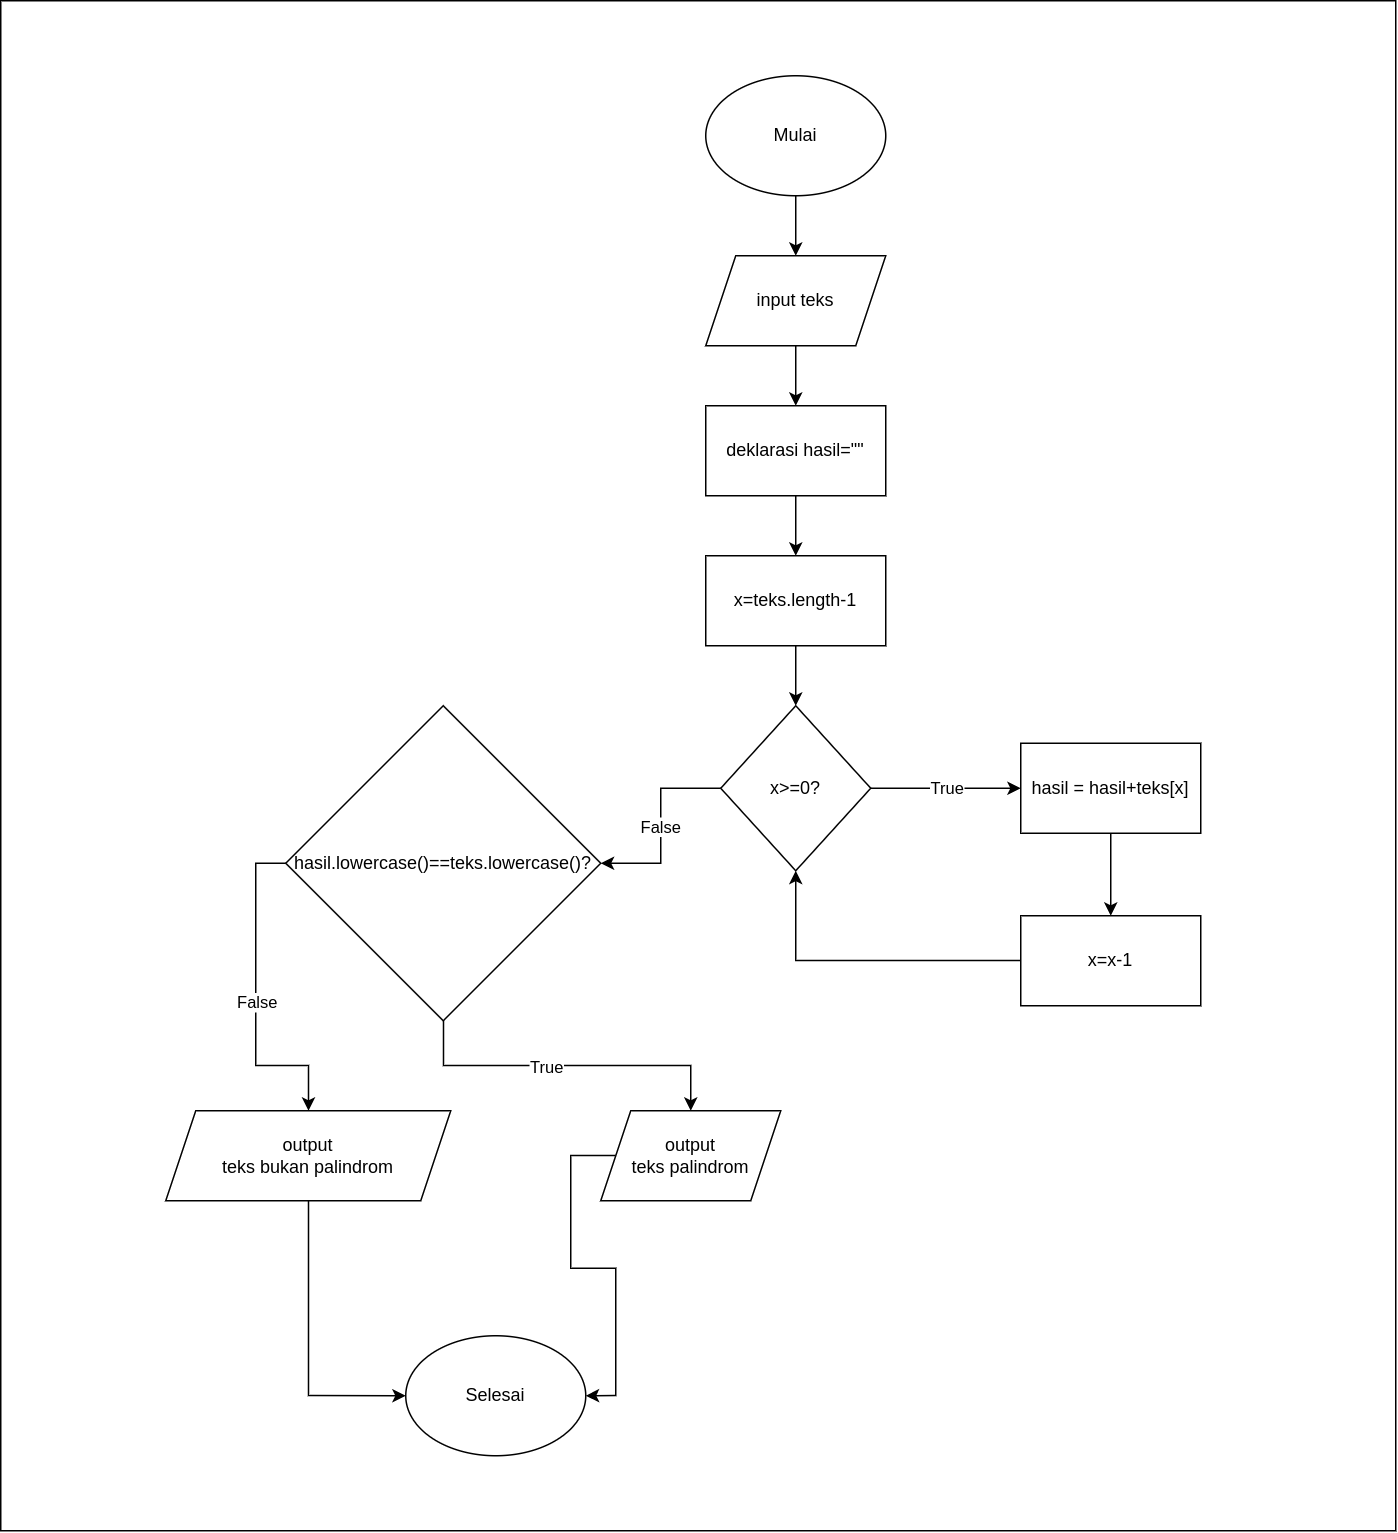 Mulai
input teks
deklarasi hasil=""
x=teks.length-1
x>=0?
True
hasil = hasil+teks[x]
x=x-1
False
hasil.lowercase()==teks.lowercase()?
False
True
output
teks bukan palindrom
output
teks palindrom
Selesai